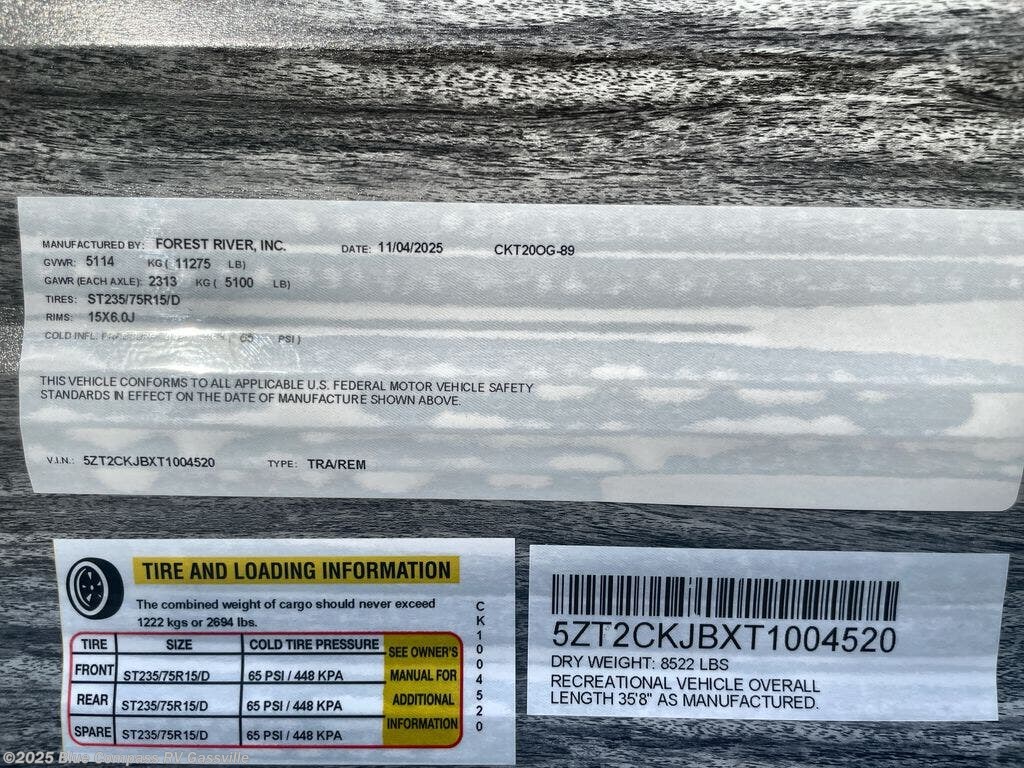 MANUFACTURED BY: FOREST RIVER, INC. DATE: 11/04/2025 CKT20OG-89
GVWR: 5114 KG ( 11275 LB)
GAWR (EACH AXLE): 2313 KG ( 5100 LB)
TIRES: ST235/75R15/D
RIMS: 15X6.0J
COLD INFL. PRESSURE 65 PSI )
THIS VEHICLE CONFORMS TO ALL APPLICABLE U.S. FEDERAL MOTOR VEHICLE SAFETY
STANDARDS IN EFFECT ON THE DATE OF MANUFACTURE SHOWN ABOVE.
V.I.N.: 5ZT2CKJBXT1004520 TYPE: TRA/REM
TIRE AND LOADING INFORMATION
The combined weight of cargo should never exceed
1222 kgs or 2694 lbs.
TIRE SIZE COLD TIRE PRESSURE
FRONT ST235/75R15/D 65 PSI / 448 KPA
REAR ST235/75R15/D 65 PSI / 448 KPA
SPARE ST235/75R15/D 65 PSI / 448 KPA
SEE OWNER'S
MANUAL FOR
ADDITIONAL
INFORMATION
CK1004520
5ZT2CKJBXT1004520
DRY WEIGHT: 8522 LBS
RECREATIONAL VEHICLE OVERALL
LENGTH 35'8" AS MANUFACTURED.
©2025 Blue Compass RV Gassville